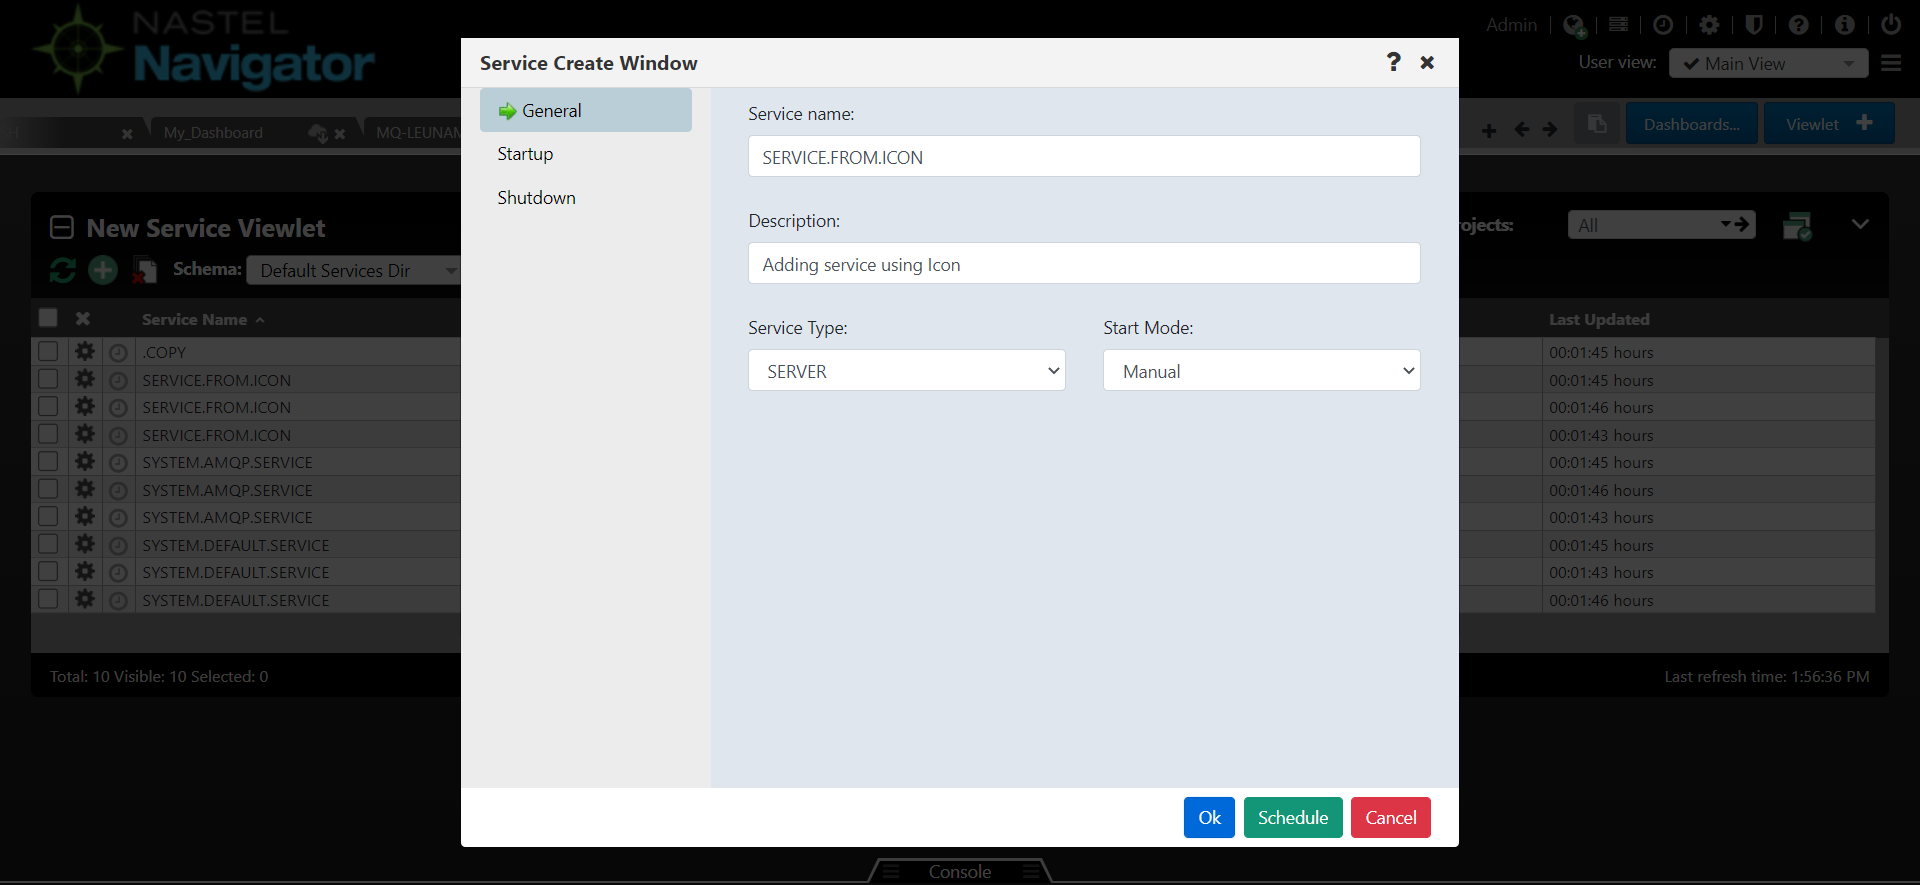 NASTEL
Navigator
Admin
User view:
Main View
H
My_Dashboard
MQ-LEUNAM
Dashboards...
Viewlet
New Service Viewlet
Schema:
Default Services Dir
ojects:
All
Service Name
Last Updated
.COPY
00:01:45 hours
SERVICE.FROM.ICON
00:01:45 hours
SERVICE.FROM.ICON
00:01:46 hours
SERVICE.FROM.ICON
00:01:43 hours
SYSTEM.AMQP.SERVICE
00:01:45 hours
SYSTEM.AMQP.SERVICE
00:01:46 hours
SYSTEM.AMQP.SERVICE
00:01:43 hours
SYSTEM.DEFAULT.SERVICE
00:01:45 hours
SYSTEM.DEFAULT.SERVICE
00:01:43 hours
SYSTEM.DEFAULT.SERVICE
00:01:46 hours
Total: 10 Visible: 10 Selected: 0
Last refresh time: 1:56:36 PM
Service Create Window
General
Startup
Shutdown
Service name:
SERVICE.FROM.ICON
Description:
Adding service using Icon
Service Type:
Start Mode:
SERVER
Manual
Ok
Schedule
Cancel
Console